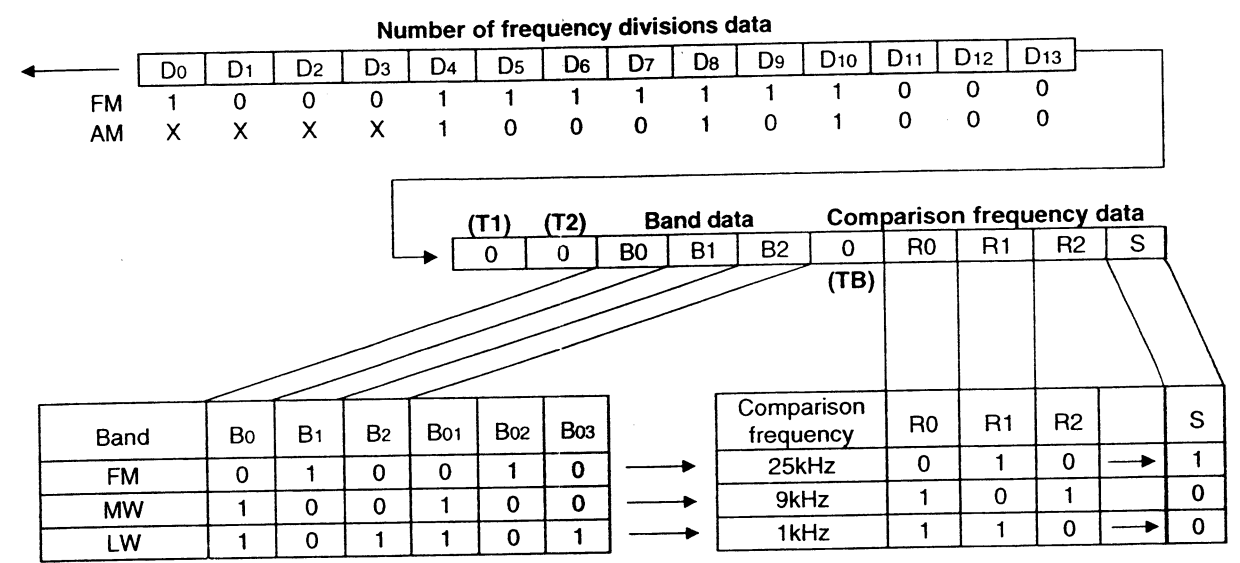 Number of frequency divisions data
D0 D1 D2 D3 D4 D5 D6 D7 D8 D9 D10 D11 D12 D13
FM 1 0 0 0 1 1 1 1 1 1 1 0 0 0
AM X X X X 1 0 0 0 1 0 1 0 0 0
(T1) (T2) Band data Comparison frequency data
0 0 B0 B1 B2 0 R0 R1 R2 S
(TB)
Band B0 B1 B2 B01 B02 B03
FM 0 1 0 0 1 0
MW 1 0 0 1 0 0
LW 1 0 1 1 0 1
Comparison
frequency R0 R1 R2 S
25kHz 0 1 0 1
9kHz 1 0 1 0
1kHz 1 1 0 0